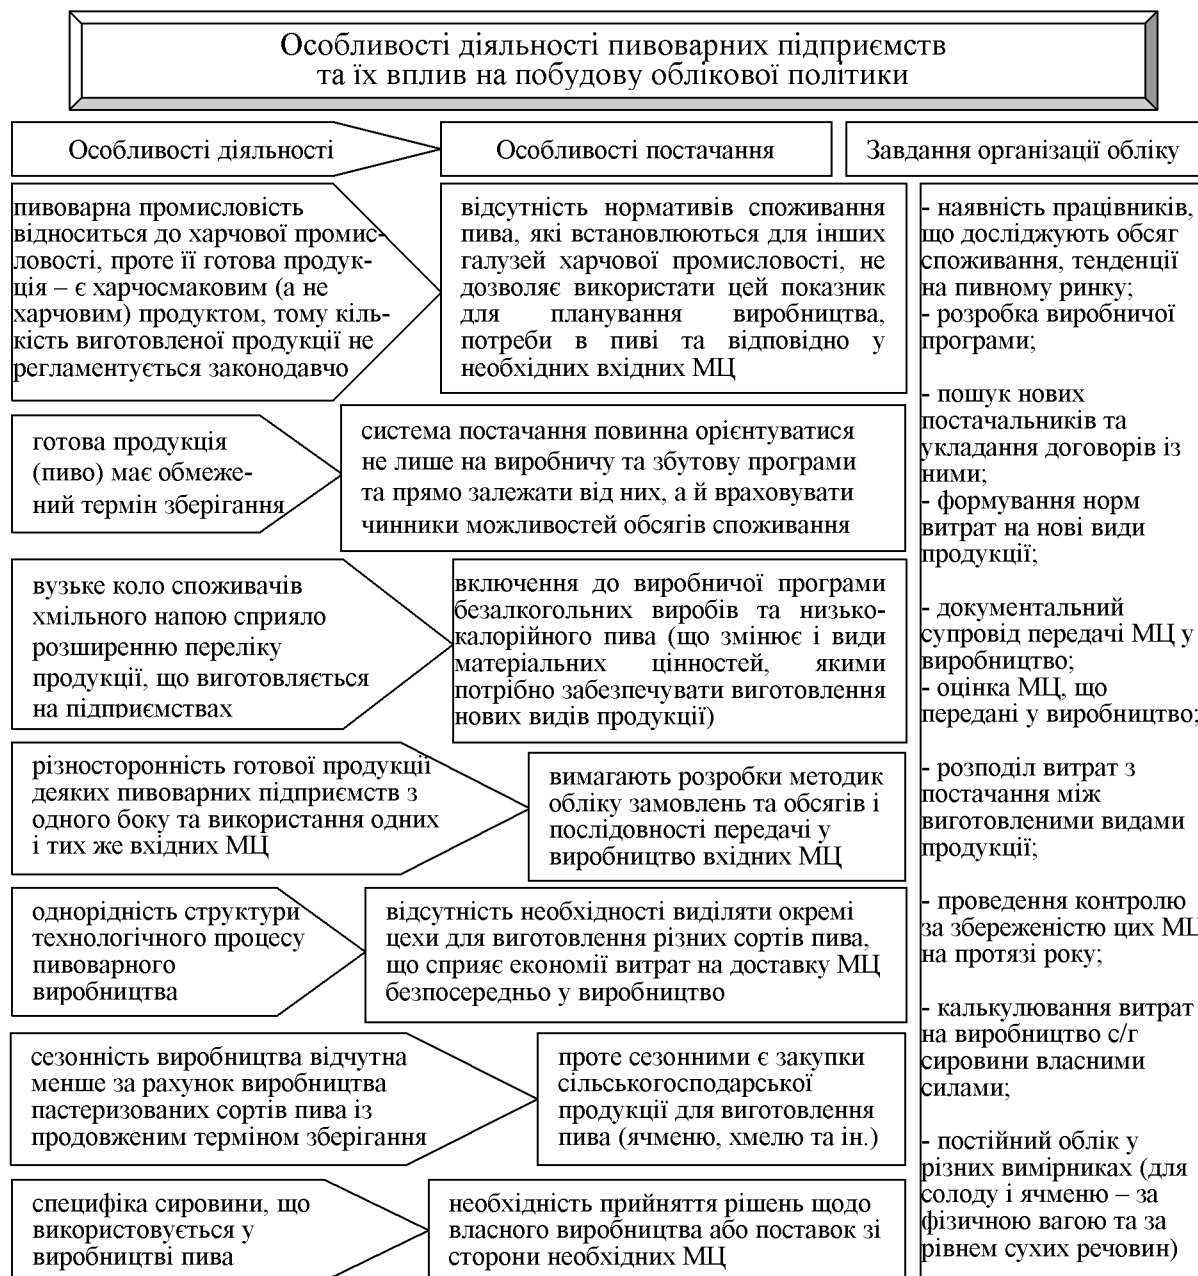 Особливості діяльності пивоварних підприємств
та їх вплив на побудову облікової політики
Особливості діяльності
Особливості постачання
Завдання організації обліку
пивоварна промисловість
відноситься до харчової промис-
ловості, проте її готова продук-
ція – є харчосмаковим (а не
харчовим) продуктом, тому кіль-
кість виготовленої продукції не
регламентується законодавчо
відсутність нормативів споживання
пива, які встановлюються для інших
галузей харчової промисловості, не
дозволяє використати цей показник
для планування виробництва,
потреби в пиві та відповідно у
необхідних вхідних МЦ
готова продукція
(пиво) має обмеже-
ний термін зберігання
система постачання повинна орієнтуватися
не лише на виробничу та збутову програми
та прямо залежати від них, а й враховувати
чинники можливостей обсягів споживання
вузьке коло споживачів
хмільного напою сприяло
розширенню переліку
продукції, що виготовляється
на підприємствах
включення до виробничої програми
безалкогольних виробів та низько-
калорійного пива (що змінює і види
матеріальних цінностей, якими
потрібно забезпечувати виготовлення
нових видів продукції)
різносторонність готової продукції
деяких пивоварних підприємств з
одного боку та використання одних
і тих же вхідних МЦ
вимагають розробки методик
обліку замовлень та обсягів і
послідовності передачі у
виробництво вхідних МЦ
однорідність структури
технологічного процесу
пивоварного
виробництва
відсутність необхідності виділяти окремі
цехи для виготовлення різних сортів пива,
що сприяє економії витрат на доставку МЦ
безпосередньо у виробництво
сезонність виробництва відчутна
менше за рахунок виробництва
пастеризованих сортів пива із
продовженим терміном зберігання
проте сезонними є закупки
сільськогосподарської
продукції для виготовлення
пива (ячменю, хмелю та ін.)
специфіка сировини, що
використовується у
виробництві пива
необхідність прийняття рішень щодо
власного виробництва або поставок зі
сторони необхідних МЦ
- наявність працівників,
що досліджують обсяг
споживання, тенденції
на пивному ринку;
- розробка виробничої
програми;
- пошук нових
постачальників та
укладання договорів із
ними;
- формування норм
витрат на нові види
продукції;
- документальний
супровід передачі МЦ у
виробництво;
- оцінка МЦ, що
передані у виробництво;
- розподіл витрат з
постачання між
виготовленими видами
продукції;
- проведення контролю
за збереженістю цих МЦ
на протязі року;
- калькулювання витрат
на виробництво с/г
сировини власними
силами;
- постійний облік у
різних вимірниках (для
солоду і ячменю – за
фізичною вагою та за
рівнем сухих речовин)